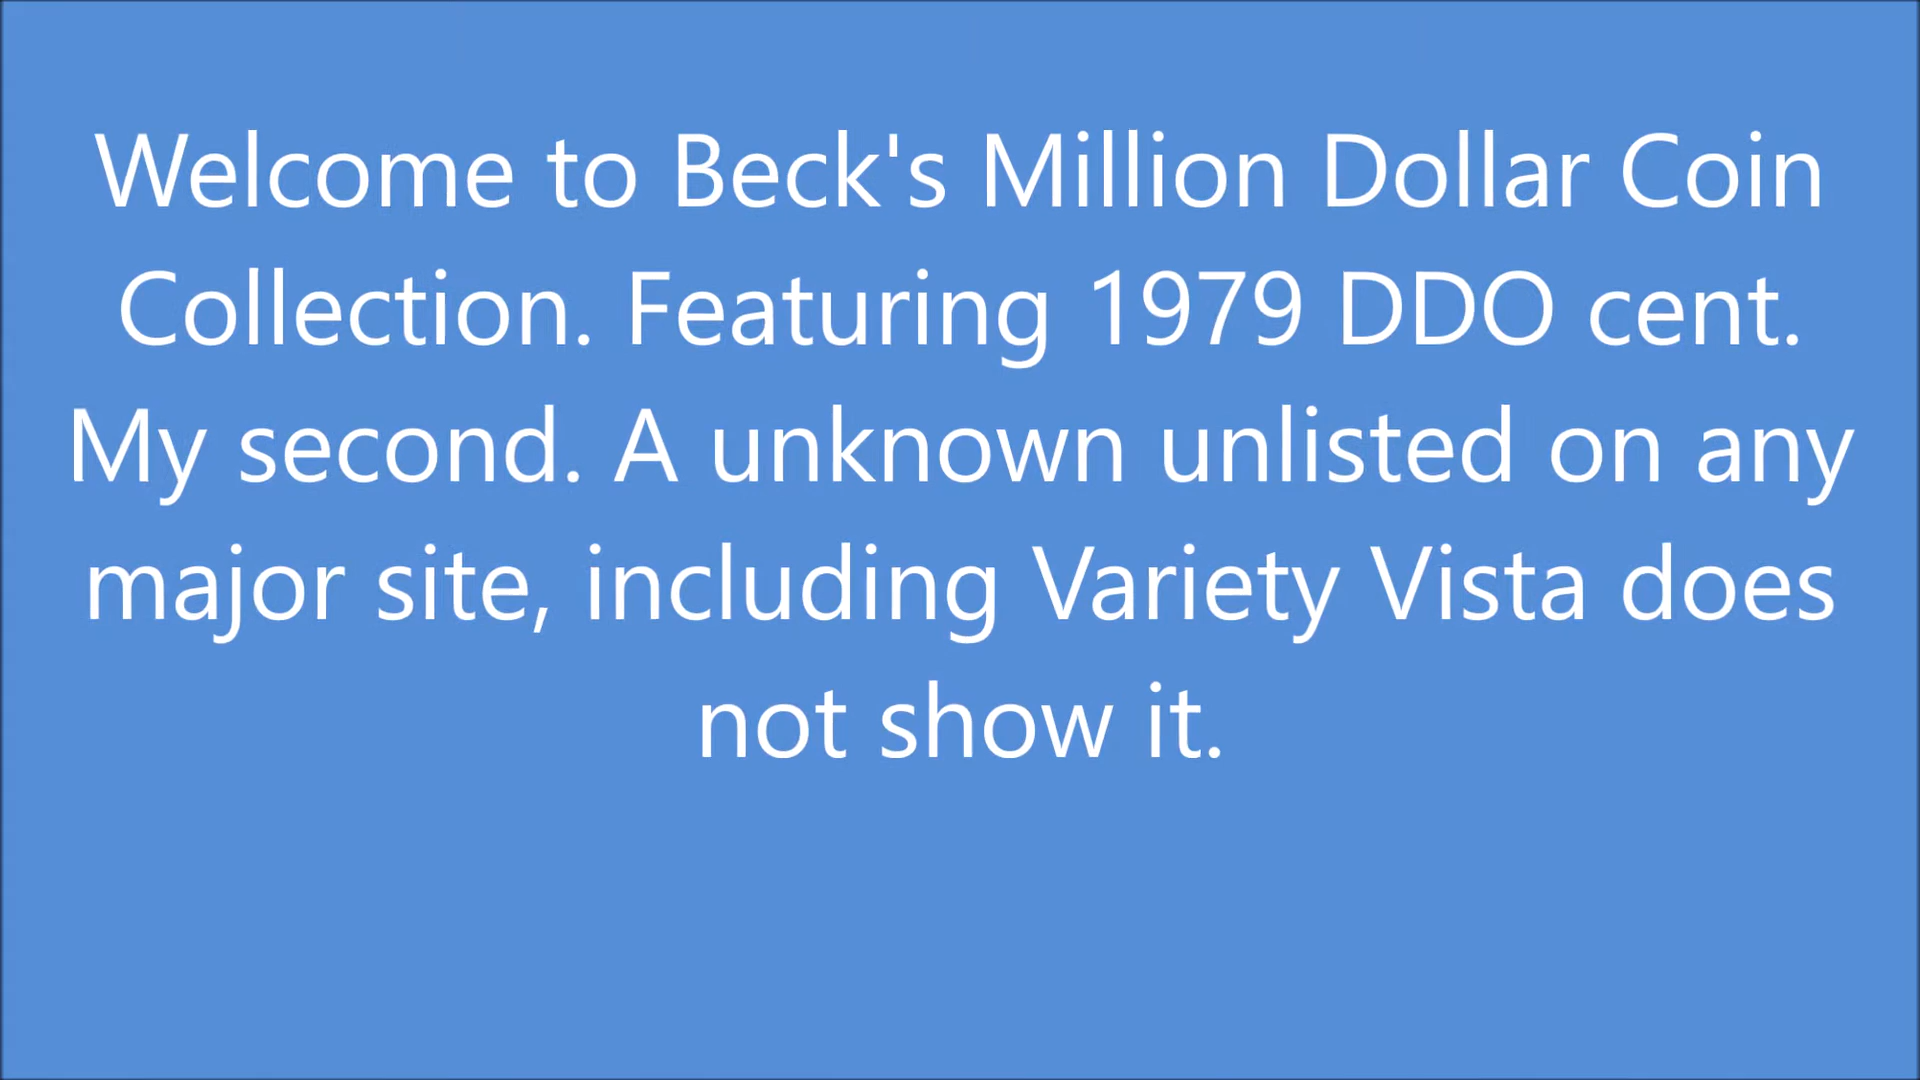 Welcome to Beck's Million Dollar Coin
Collection. Featuring 1979 DDO cent.
My second. A unknown unlisted on any
major site, including Variety Vista does
not show it.